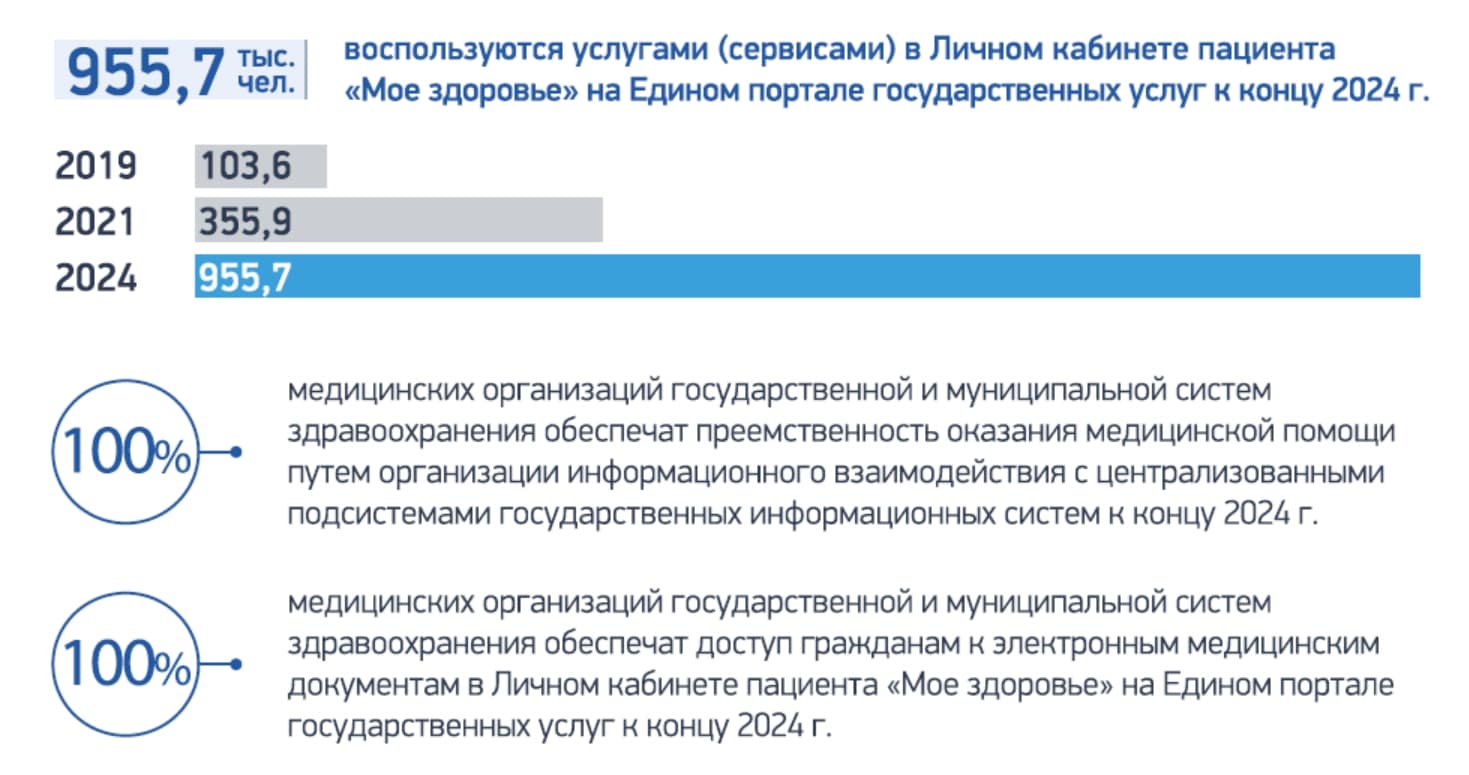 955,7 тыс. чел.
воспользуются услугами (сервисами) в Личном кабинете пациента
«Мое здоровье» на Едином портале государственных услуг к концу 2024 г.
2019 103,6
2021 355,9
2024 955,7
100%
медицинских организаций государственной и муниципальной систем
здравоохранения обеспечат преемственность оказания медицинской помощи
путем организации информационного взаимодействия с централизованными
подсистемами государственных информационных систем к концу 2024 г.
100%
медицинских организаций государственной и муниципальной систем
здравоохранения обеспечат доступ гражданам к электронным медицинским
документам в Личном кабинете пациента «Мое здоровье» на Едином портале
государственных услуг к концу 2024 г.